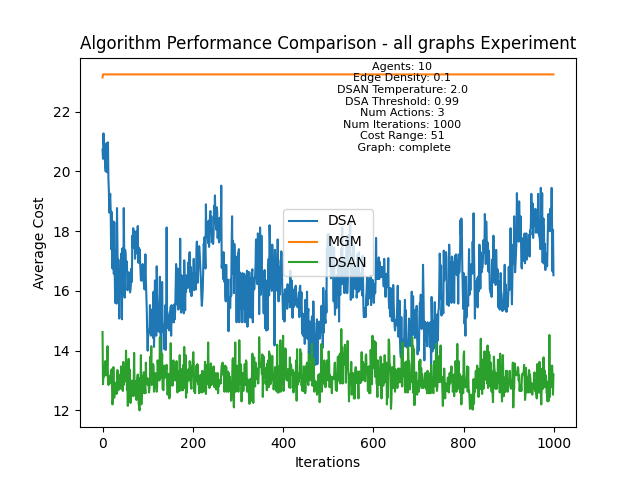 Algorithm Performance Comparison - all graphs Experiment
Agents: 10
Edge Density: 0.1
DSAN Temperature: 2.0
DSA Threshold: 0.99
Num Actions: 3
Num Iterations: 1000
Cost Range: 51
Graph: complete
22
20
18
16
14
12
Average Cost
DSA
MGM
DSAN
0
200
400
600
800
1000
Iterations